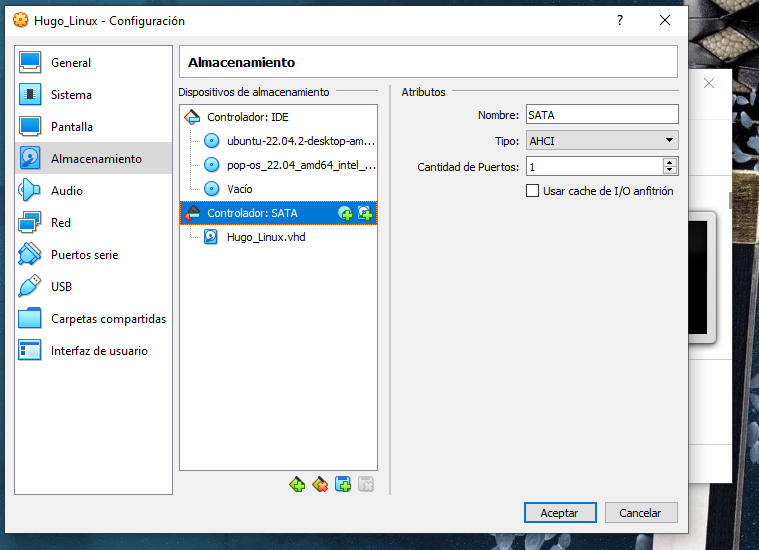 Hugo_Linux - Configuración
?
General
Sistema
Pantalla
Almacenamiento
Audio
Red
Puertos serie
USB
Carpetas compartidas
Interfaz de usuario
Almacenamiento
Dispositivos de almacenamiento
Controlador: IDE
ubuntu-22.04.2-desktop-am...
pop-os_22.04_amd64_intel_...
Vacío
Controlador: SATA
Hugo_Linux.vhd
Atributos
Nombre: SATA
Tipo: AHCI
Cantidad de Puertos: 1
Usar cache de I/O anfitrión
Aceptar
Cancelar